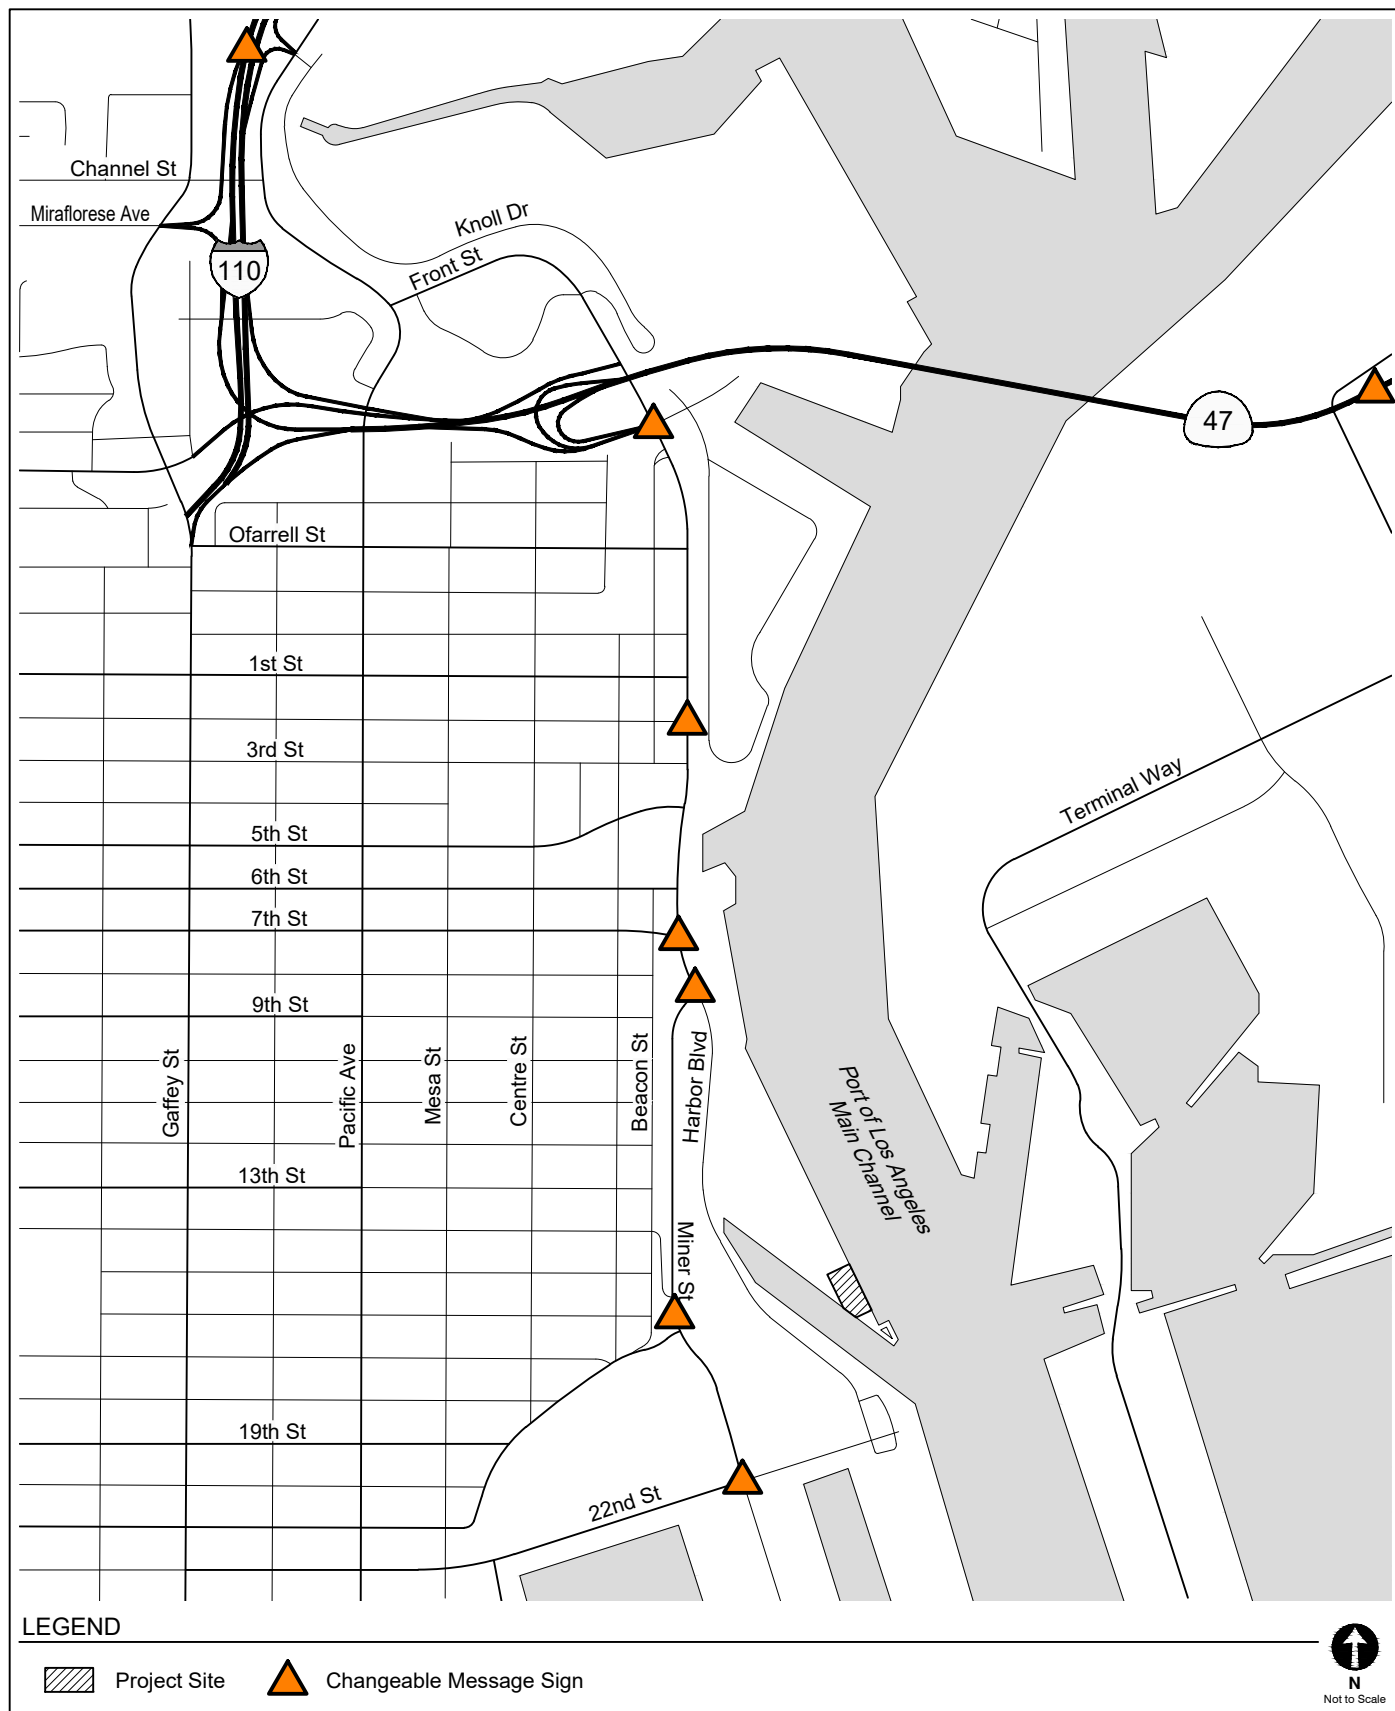 Channel St
Miraflorese Ave
Knoll Dr
Front St
110
47
Ofarrell St
1st St
3rd St
Terminal Way
5th St
6th St
7th St
9th St
Gaffey St
Pacific Ave
Mesa St
Centre St
Beacon St
Harbor Blvd
Port of Los Angeles
Main Channel
13th St
Miner St
19th St
22nd St
LEGEND
Project Site
Changeable Message Sign
N
Not to Scale